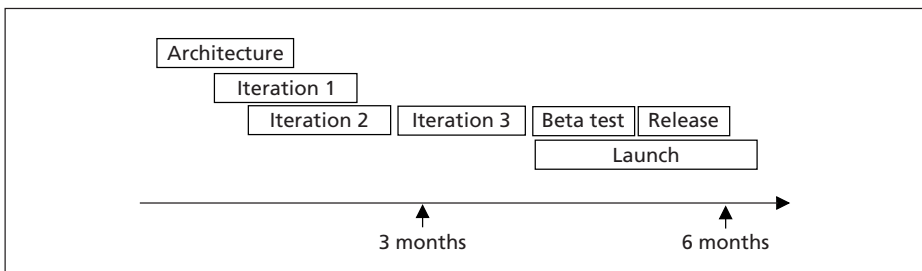 Architecture
Iteration 1
Iteration 2 Iteration 3 Beta test Release
Launch
3 months 6 months